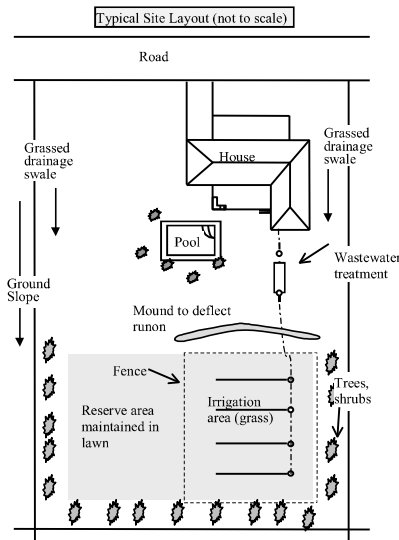 Typical Site Layout (not to scale)
Road
Grassed
drainage
swale
House
Grassed
drainage
swale
Pool
Wastewater
treatment
Ground
Slope
Mound to deflect
runon
Fence
Trees,
shrubs
Reserve area
maintained in
lawn
Irrigation
area (grass)